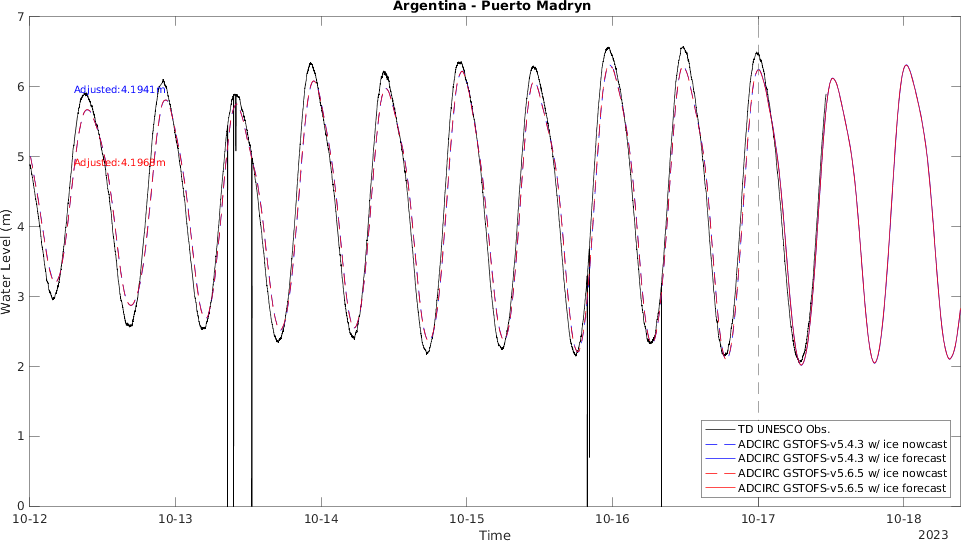 Argentina - Puerto Madryn
7
6
5
4
3
2
1
0
Water Level (m)
Adjusted:4.1941m
Adjusted:4.1963m
TD UNESCO Obs.
ADCIRC GSTOFS-v5.4.3 w/ ice nowcast
ADCIRC GSTOFS-v5.4.3 w/ ice forecast
ADCIRC GSTOFS-v5.6.5 w/ ice nowcast
ADCIRC GSTOFS-v5.6.5 w/ ice forecast
10-12 10-13 10-14 10-15 10-16 10-17 10-18
Time
2023